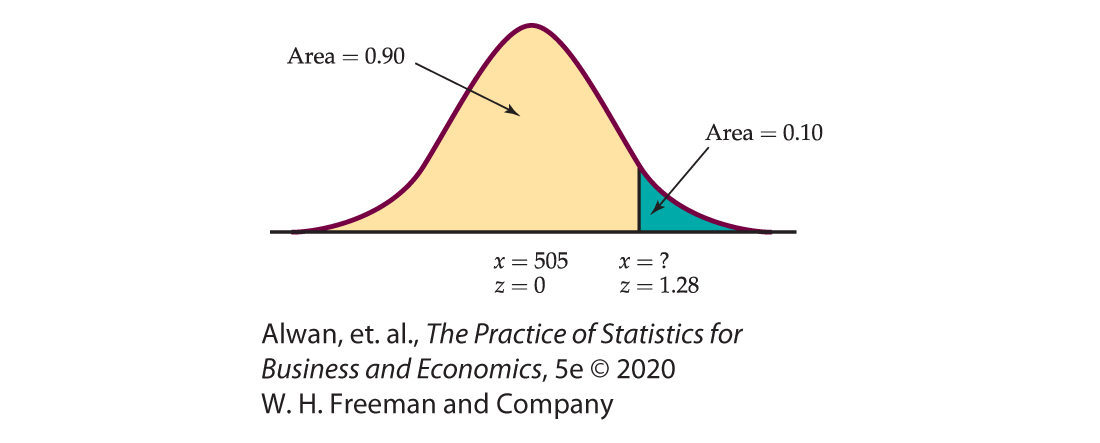 Area = 0.90
Area = 0.10
x = 505
z = 0
x = ?
z = 1.28
Alwan, et. al., The Practice of Statistics for
Business and Economics, 5e © 2020
W. H. Freeman and Company